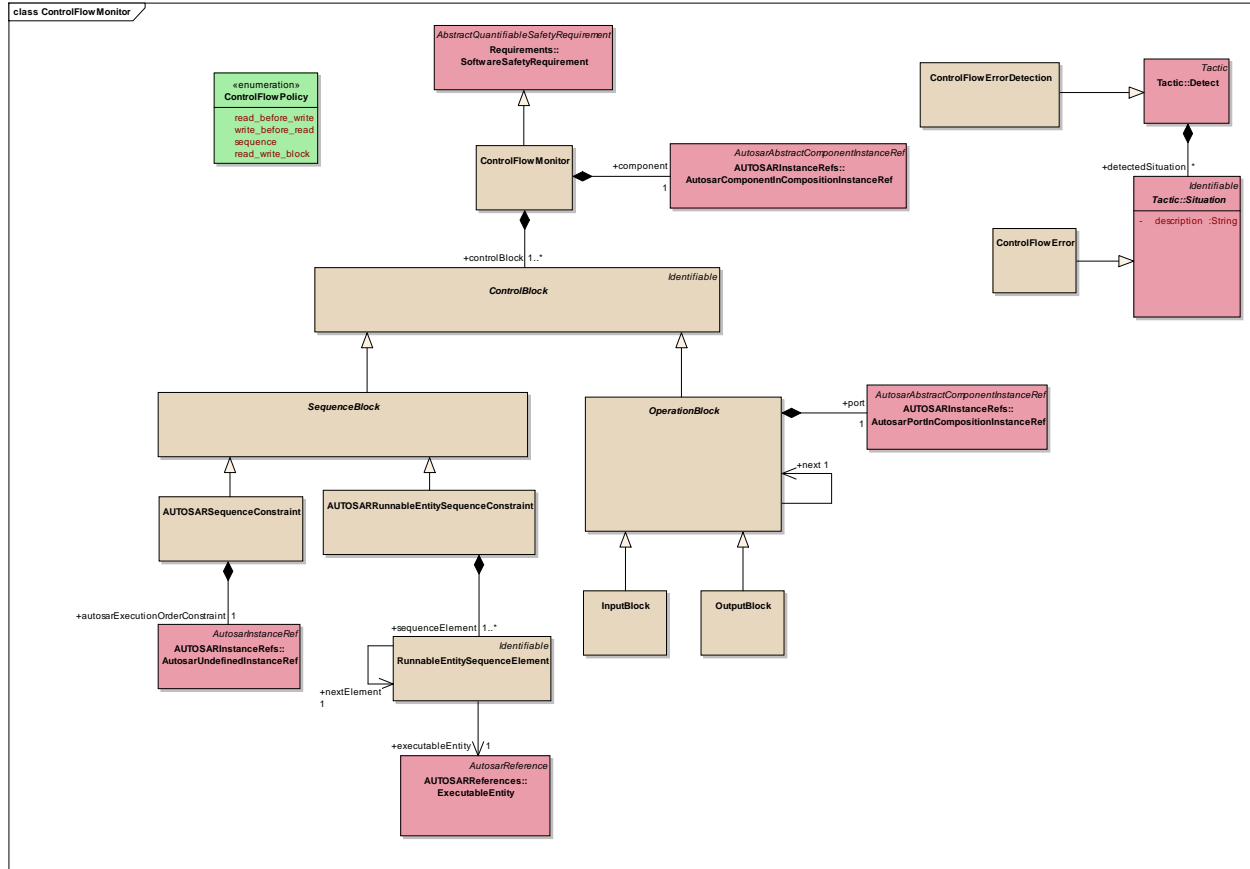 class ControlFlowMonitor
«enumeration»
ControlFlowPolicy
read_before_write
write_before_read
sequence
read_write_block
AbstractQuantifiableSafetyRequirement
Requirements::
SoftwareSafetyRequirement
ControlFlowMonitor
+component
1
AutosarAbstractComponentInstanceRef
AUTOSARInstanceRefs::
AutosarComponentInCompositionInstanceRef
ControlFlowErrorDetection
Tactic
Tactic::Detect
+detectedSituation *
Identifiable
Tactic::Situation
- description :String
ControlFlowError
+controlBlock 1..*
Identifiable
ControlBlock
SequenceBlock
OperationBlock
+port
1
AutosarAbstractComponentInstanceRef
AUTOSARInstanceRefs::
AutosarPortInCompositionInstanceRef
+next 1
AUTOSARSequenceConstraint
AUTOSARRunnableEntitySequenceConstraint
InputBlock
OutputBlock
+autosarExecutionOrderConstraint 1
AutosarInstanceRef
AUTOSARInstanceRefs::
AutosarUndefinedInstanceRef
+sequenceElement 1..*
Identifiable
RunnableEntitySequenceElement
+nextElement
1
+executableEntity 1
AutosarReference
AUTOSARReferences::
ExecutableEntity